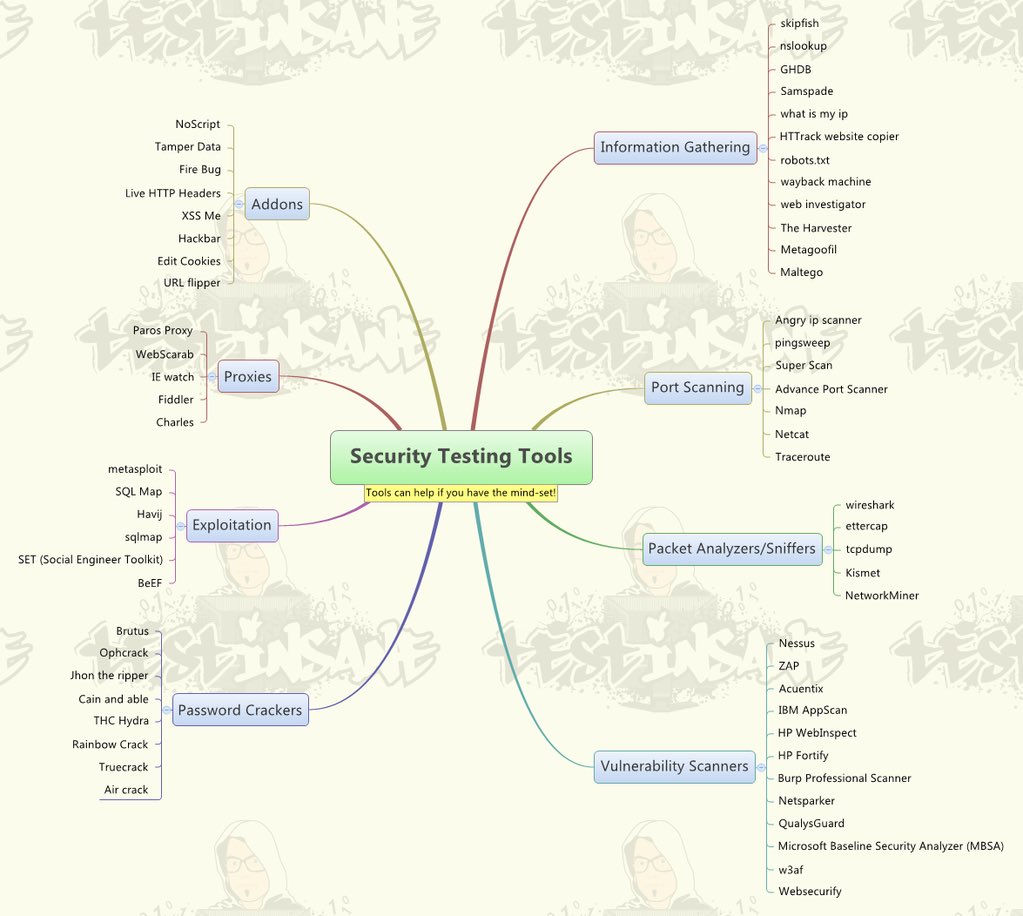 Security Testing Tools
Tools can help if you have the mind-set!
Information Gathering
skipfish
nslookup
GHDB
Samspade
what is my ip
HTTrack website copier
robots.txt
wayback machine
web investigator
The Harvester
Metagoofil
Maltego
Port Scanning
Angry ip scanner
pingsweep
Super Scan
Advance Port Scanner
Nmap
Netcat
Traceroute
Packet Analyzers/Sniffers
wireshark
ettercap
tcpdump
Kismet
NetworkMiner
Vulnerability Scanners
Nessus
ZAP
Acuentix
IBM AppScan
HP WebInspect
HP Fortify
Burp Professional Scanner
Netsparker
QualysGuard
Microsoft Baseline Security Analyzer (MBSA)
w3af
Websecurify
Addons
NoScript
Tamper Data
Fire Bug
Live HTTP Headers
XSS Me
Hackbar
Edit Cookies
URL flipper
Proxies
Paros Proxy
WebScarab
IE watch
Fiddler
Charles
Exploitation
metasploit
SQL Map
Havij
sqlmap
SET (Social Engineer Toolkit)
BeEF
Password Crackers
Brutus
Ophcrack
Jhon the ripper
Cain and able
THC Hydra
Rainbow Crack
Truecrack
Air crack
TEST INSANE